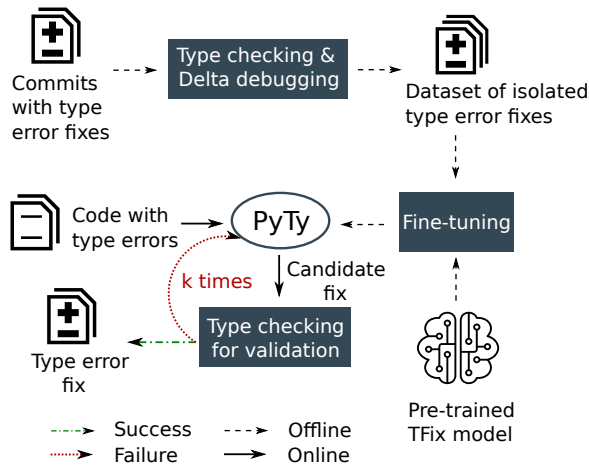 Commits
with type
error fixes
Type checking &
Delta debugging
Dataset of isolated
type error fixes
Code with
type errors
PyTy
Fine-tuning
k times
Candidate
fix
Type error
fix
Type checking
for validation
Pre-trained
TFix model
Success
Offline
Failure
Online